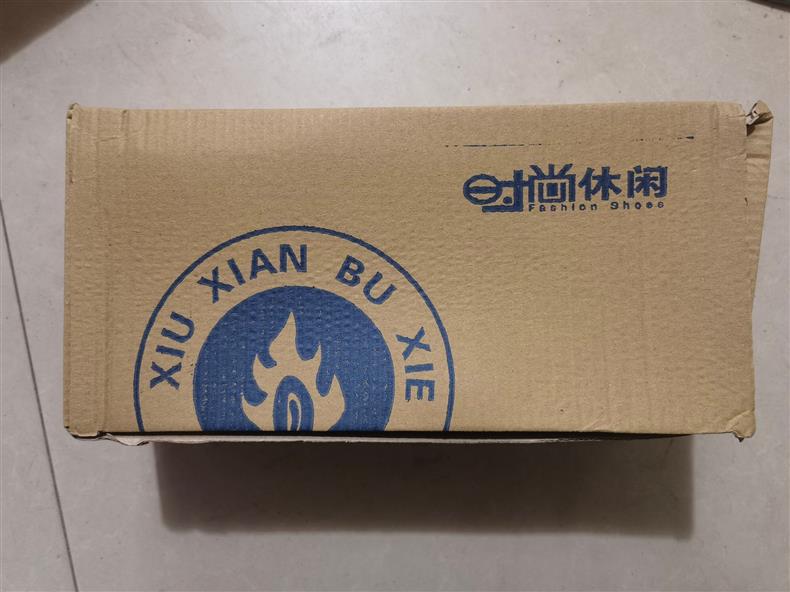 时尚休闲
Fashion Shoes
XIU XIAN BU XIE